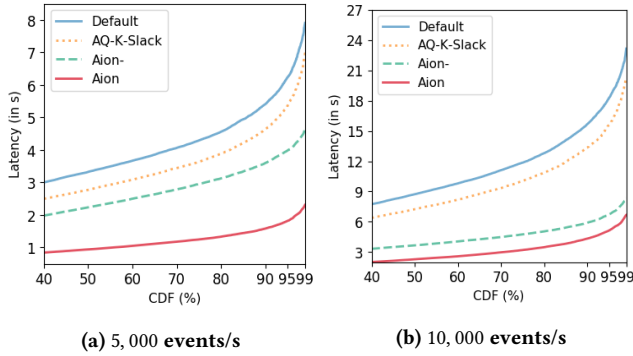 8
7
6
5
4
3
2
1
Latency (in s)
Default
AQ-K-Slack
Aion-
Aion
40 50 60 70 80 90 95 99
CDF (%)
(a) 5, 000 events/s
27
24
21
18
15
12
9
6
3
Latency (in s)
Default
AQ-K-Slack
Aion-
Aion
40 50 60 70 80 90 95 99
CDF (%)
(b) 10, 000 events/s